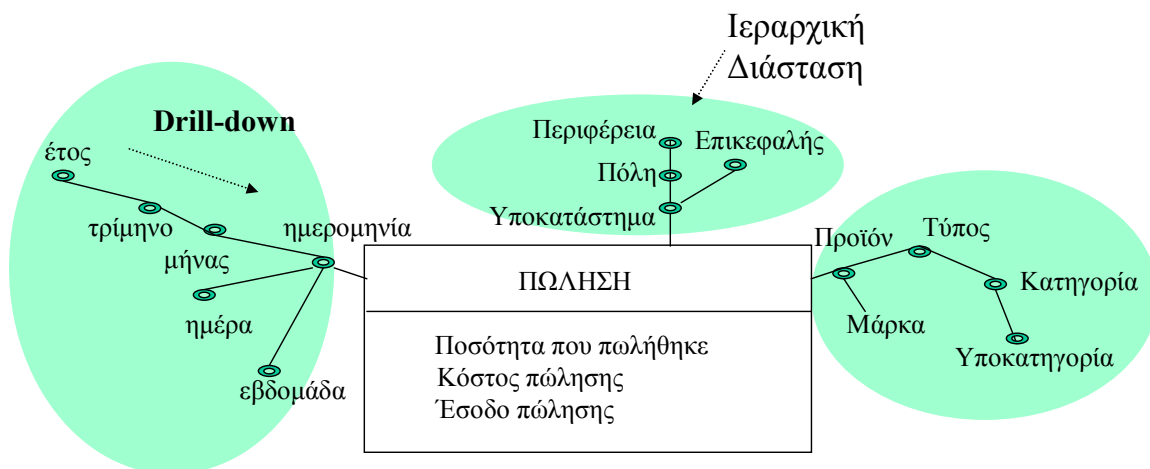 Ιεραρχική
Διάσταση
Drill-down
έτος
τρίμηνο
μήνας
ημερομηνία
ημέρα
εβδομάδα
Περιφέρεια
Επικεφαλής
Πόλη
Υποκατάστημα
Προϊόν
Τύπος
Κατηγορία
Μάρκα
Υποκατηγορία
ΠΩΛΗΣΗ
Ποσότητα που πωλήθηκε
Κόστος πώλησης
Έσοδο πώλησης